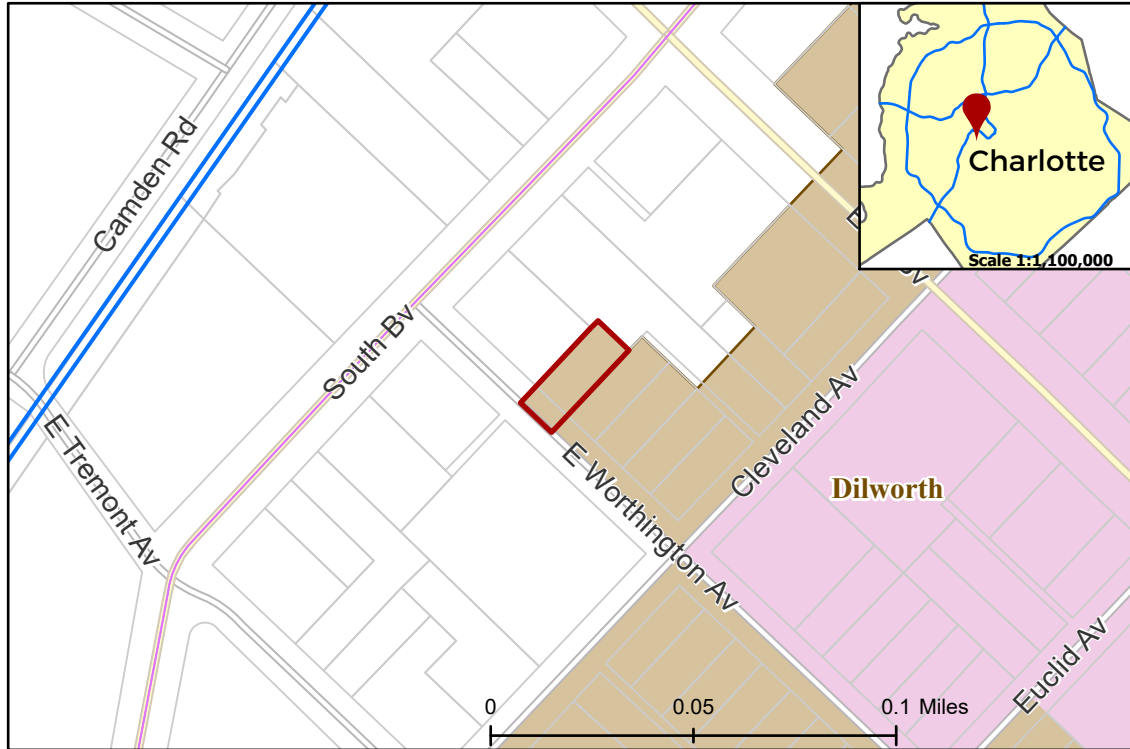 Camden Rd
South Bv
E Tremont Av
E Worthington Av
Cleveland Av
Euclid Av
Dilworth
Charlotte
Scale 1:1,100,000
0
0.05
0.1 Miles